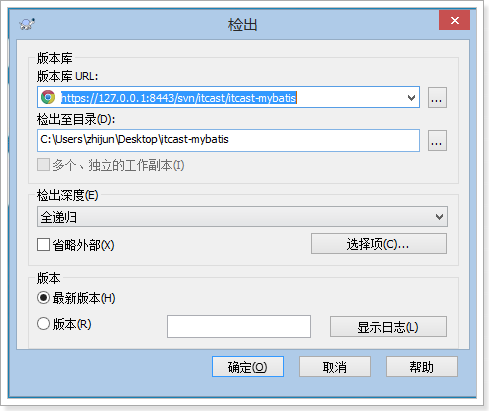 检出
版本库
版本库 URL:
https://127.0.0.1:8443/svn/itcast/itcast-mybatis
...
检出至目录(D):
C:\Users\zhijun\Desktop\itcast-mybatis
...
多个、独立的工作副本(I)
检出深度(E)
全递归
省略外部(X)
选择项(C)...
版本
最新版本(H)
版本(R)
显示日志(L)
确定(O)
取消
帮助